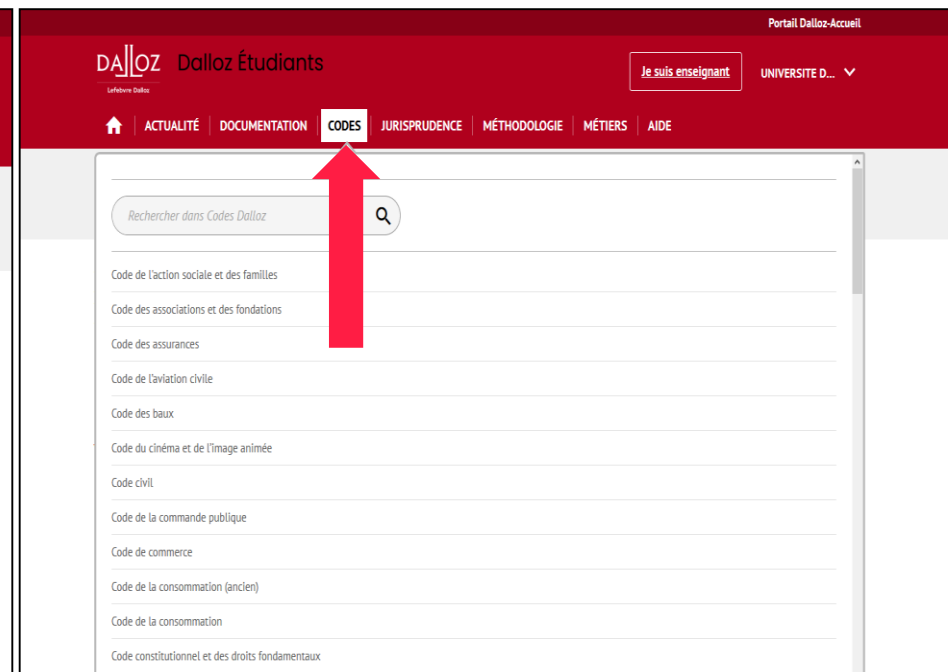 Portail Dalloz-Accueil
DALLOZ Dalloz Étudiants
Lefebvre Dalloz
Je suis enseignant
UNIVERSITE D...
ACTUALITÉ DOCUMENTATION CODES JURISPRUDENCE MÉTHODOLOGIE MÉTIERS AIDE
Rechercher dans Codes Dalloz
Code de l'action sociale et des familles
Code des associations et des fondations
Code des assurances
Code de l'aviation civile
Code des baux
Code du cinéma et de l'image animée
Code civil
Code de la commande publique
Code de commerce
Code de la consommation (ancien)
Code de la consommation
Code constitutionnel et des droits fondamentaux